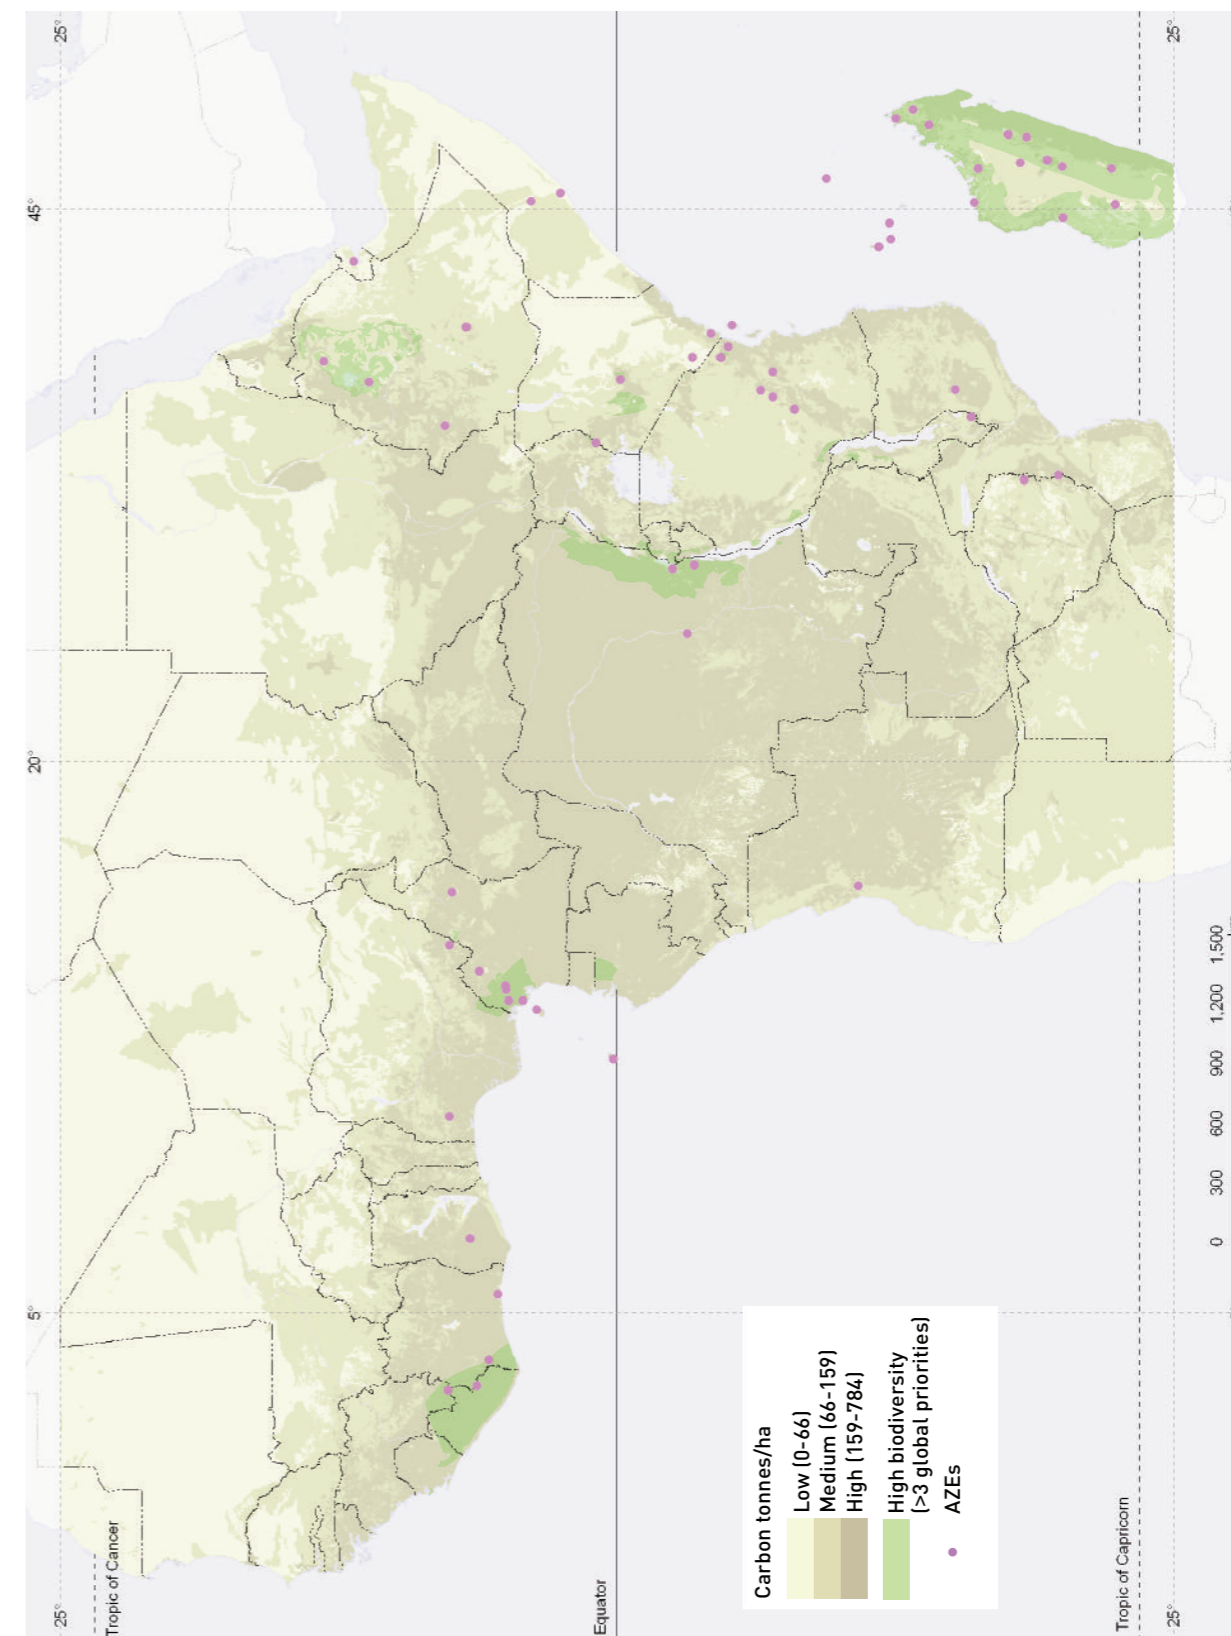 5°
20°
45°
25°
25°
Tropic of Cancer
Equator
Carbon tonnes/ha
Low (0-66)
Medium (66-159)
High (159-784)
High biodiversity
(>3 global priorities)
AZEs
Tropic of Capricorn
25°
25°
0 300 600 900 1,200 1,500